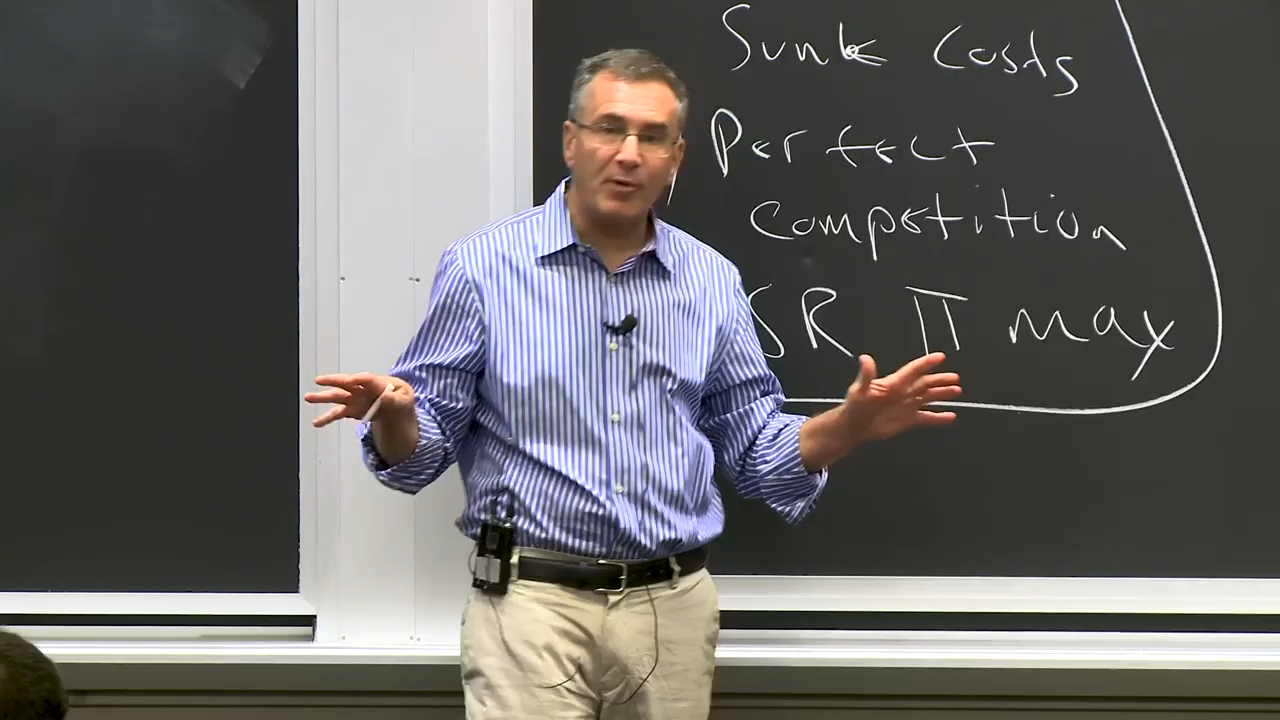 Sunk Costs
Perfect
Competition
SR π max